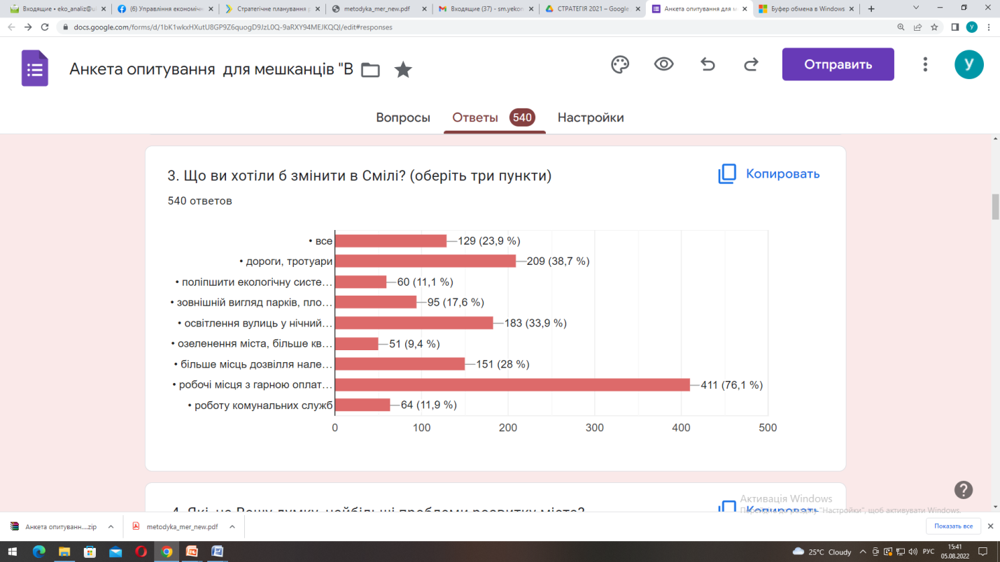 Входящие • eko_analiz@u
(6) Управління економічн
Стратегічне планування р
metodyka_mer_new.pdf
Входящие (37) - sm.yekon
СТРАТЕГІЯ 2021 – Google
Анкета опитування для м
Буфер обмена в Windows
docs.google.com/forms/d/1bK1wkxHXutU8GP9Z6quogD9JzL0Q-9aRXY94MEJKQQI/edit#responses
У
Анкета опитування для мешканців "В
Отправить
У
Вопросы
Ответы 540
Настройки
3. Що ви хотіли б змінити в Смілі? (оберіть три пункти)
Копировать
540 ответов
• все 129 (23,9 %)
• дороги, тротуари 209 (38,7 %)
• поліпшити екологічну систе… 60 (11,1 %)
• зовнішній вигляд парків, пло… 95 (17,6 %)
• освітлення вулиць у нічний… 183 (33,9 %)
• озеленення міста, більше кв… 51 (9,4 %)
• більше місць дозвілля нале… 151 (28 %)
• робочі місця з гарною оплат… 411 (76,1 %)
• роботу комунальних служб 64 (11,9 %)
0 100 200 300 400 500
4. Які, на Вашу думку, найбільші проблеми розвитку міста?
Копировать
Активація Windows
"Настройки", щоб активувати Windows.
Анкета опитуванн....zip
metodyka_mer_new.pdf
Показать все
25°C Cloudy
РУС
15:41
05.08.2022